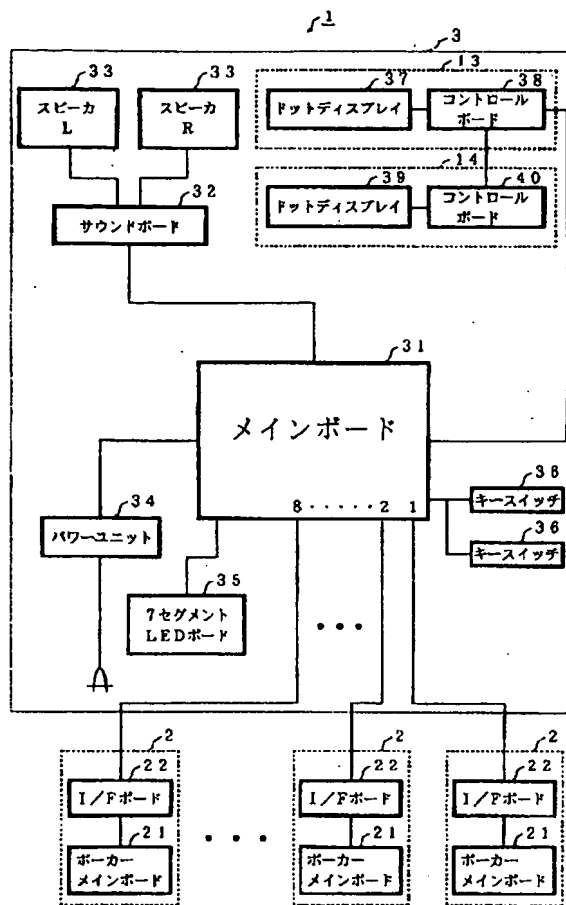 1
3
33
スピーカ
L
33
スピーカ
R
13
37
ドットディスプレイ
38
コントロール
ボード
14
39
ドットディスプレイ
40
コントロール
ボード
32
サウンドボード
31
メインボード
8・・・・・2 1
34
パワーユニット
35
7セグメント
LEDボード
36
キースイッチ
36
キースイッチ
・・・
2
22
I/Fボード
21
ポーカー
メインボード
・・・
2
22
I/Fボード
21
ポーカー
メインボード
2
22
I/Fボード
21
ポーカー
メインボード